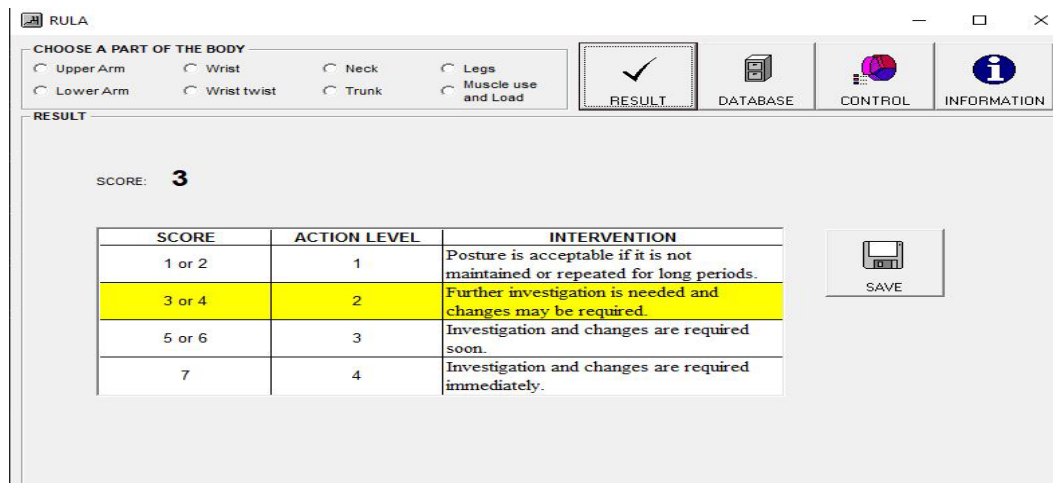 RULA
CHOOSE A PART OF THE BODY
Upper Arm Wrist Neck Legs
Lower Arm Wrist twist Trunk Muscle use and Load
RESULT DATABASE CONTROL INFORMATION
RESULT
SCORE: 3
SCORE ACTION LEVEL INTERVENTION
1 or 2 1 Posture is acceptable if it is not
maintained or repeated for long periods.
3 or 4 2 Further investigation is needed and
changes may be required.
5 or 6 3 Investigation and changes are required
soon.
7 4 Investigation and changes are required
immediately.
SAVE